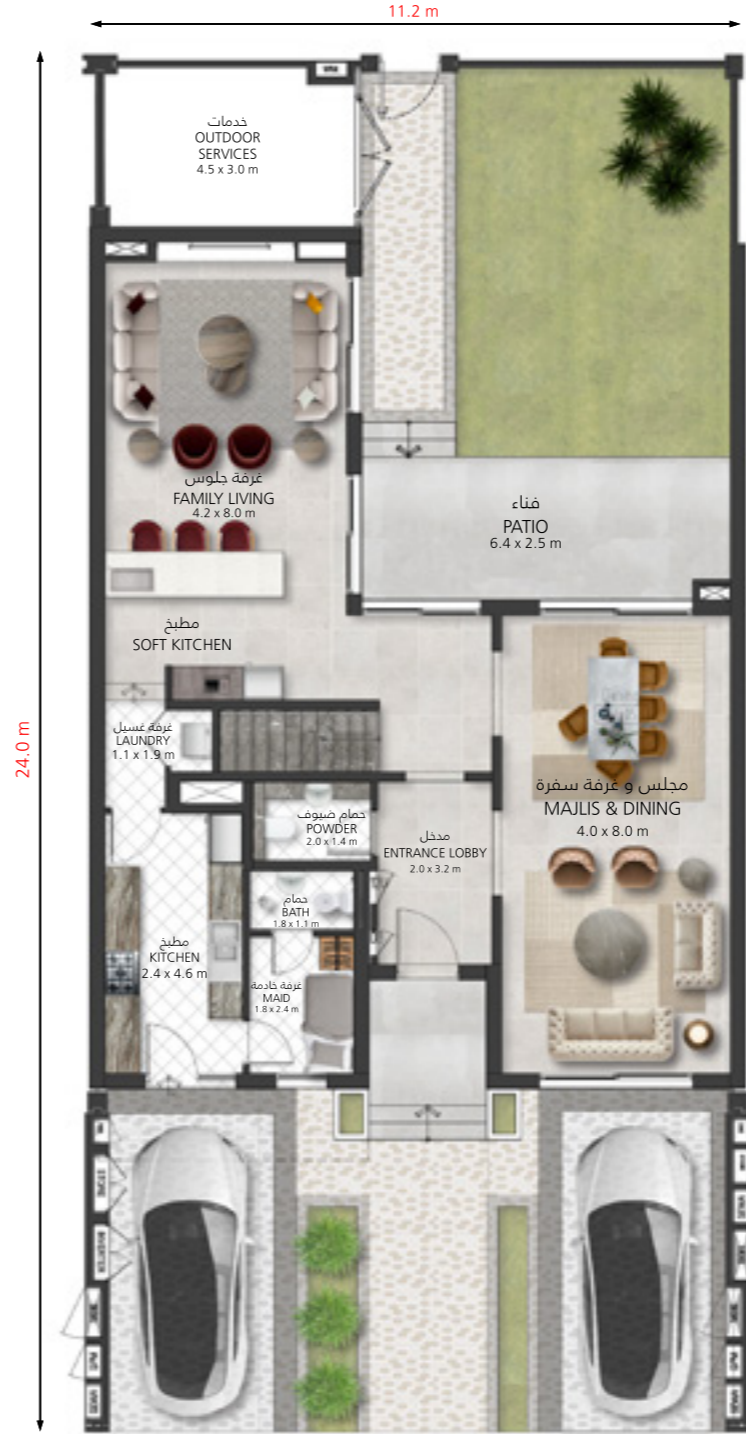 11.2 m
24.0 m
خدمات
OUTDOOR
SERVICES
4.5 x 3.0 m
غرفة جلوس
FAMILY LIVING
4.2 x 8.0 m
فناء
PATIO
6.4 x 2.5 m
مطبخ
SOFT KITCHEN
غرفة غسيل
LAUNDRY
1.1 x 1.9 m
مجلس و غرفة سفرة
MAJLIS & DINING
4.0 x 8.0 m
حمام ضيوف
POWDER
2.0 x 1.4 m
مدخل
ENTRANCE LOBBY
2.0 x 3.2 m
حمام
BATH
1.8 x 1.1 m
مطبخ
KITCHEN
2.4 x 4.6 m
غرفة خادمة
MAID
1.8 x 2.4 m
STORE
INVERTER